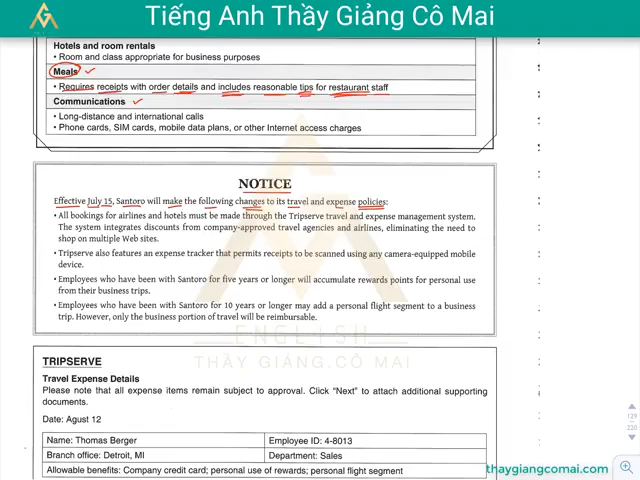 Tiếng Anh Thầy Giảng Cô Mai
Hotels and room rentals
• Room and class appropriate for business purposes
Meals
• Requires receipts with order details and includes reasonable tips for restaurant staff
Communications
• Long-distance and international calls
• Phone cards, SIM cards, mobile data plans, or other Internet access charges
NOTICE
Effective July 15, Santoro will make the following changes to its travel and expense policies:
• All bookings for airlines and hotels must be made through the Tripserve travel and expense management system.
The system integrates discounts from company-approved travel agencies and airlines, eliminating the need to
shop on multiple Web sites.
• Tripserve also features an expense tracker that permits receipts to be scanned using any camera-equipped mobile
device.
• Employees who have been with Santoro for five years or longer will accumulate rewards points for personal use
from their business trips.
• Employees who have been with Santoro for 10 years or longer may add a personal flight segment to a business
trip. However, only the business portion of travel will be reimbursable.
ENGLISH
THẦY GIẢNG.CÔ MAI
TRIPSERVE
Travel Expense Details
Please note that all expense items remain subject to approval. Click “Next” to attach additional supporting
documents.
Date: Agust 12
Name: Thomas Berger
Employee ID: 4-8013
Branch office: Detroit, MI
Department: Sales
Allowable benefits: Company credit card; personal use of rewards; personal flight segment
129
220
thaygiangcomai.com